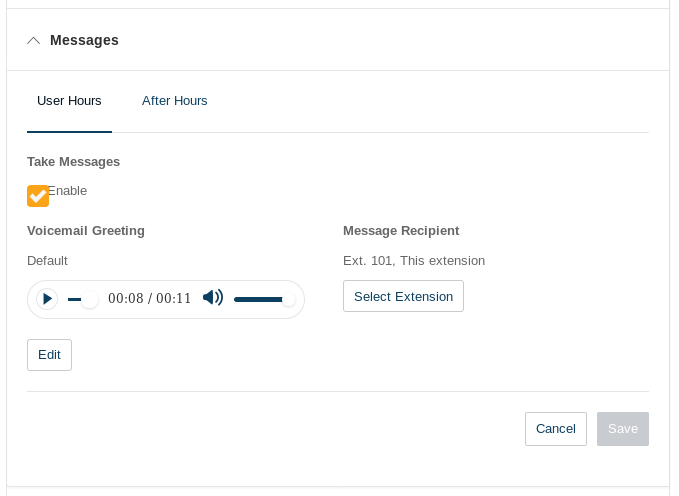 Messages
User Hours
After Hours
Take Messages
Enable
Voicemail Greeting
Message Recipient
Default
Ext. 101, This extension
00:08 / 00:11
Select Extension
Edit
Cancel
Save